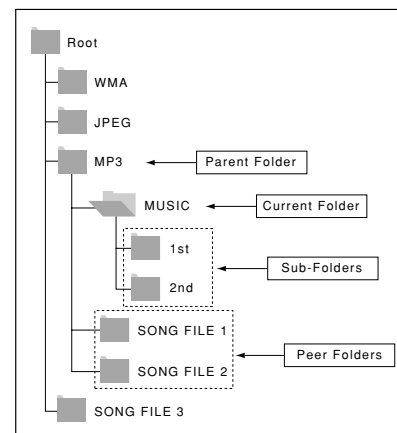 Root
WMA
JPEG
MP3
Parent Folder
MUSIC
Current Folder
1st
Sub-Folders
2nd
SONG FILE 1
Peer Folders
SONG FILE 2
SONG FILE 3